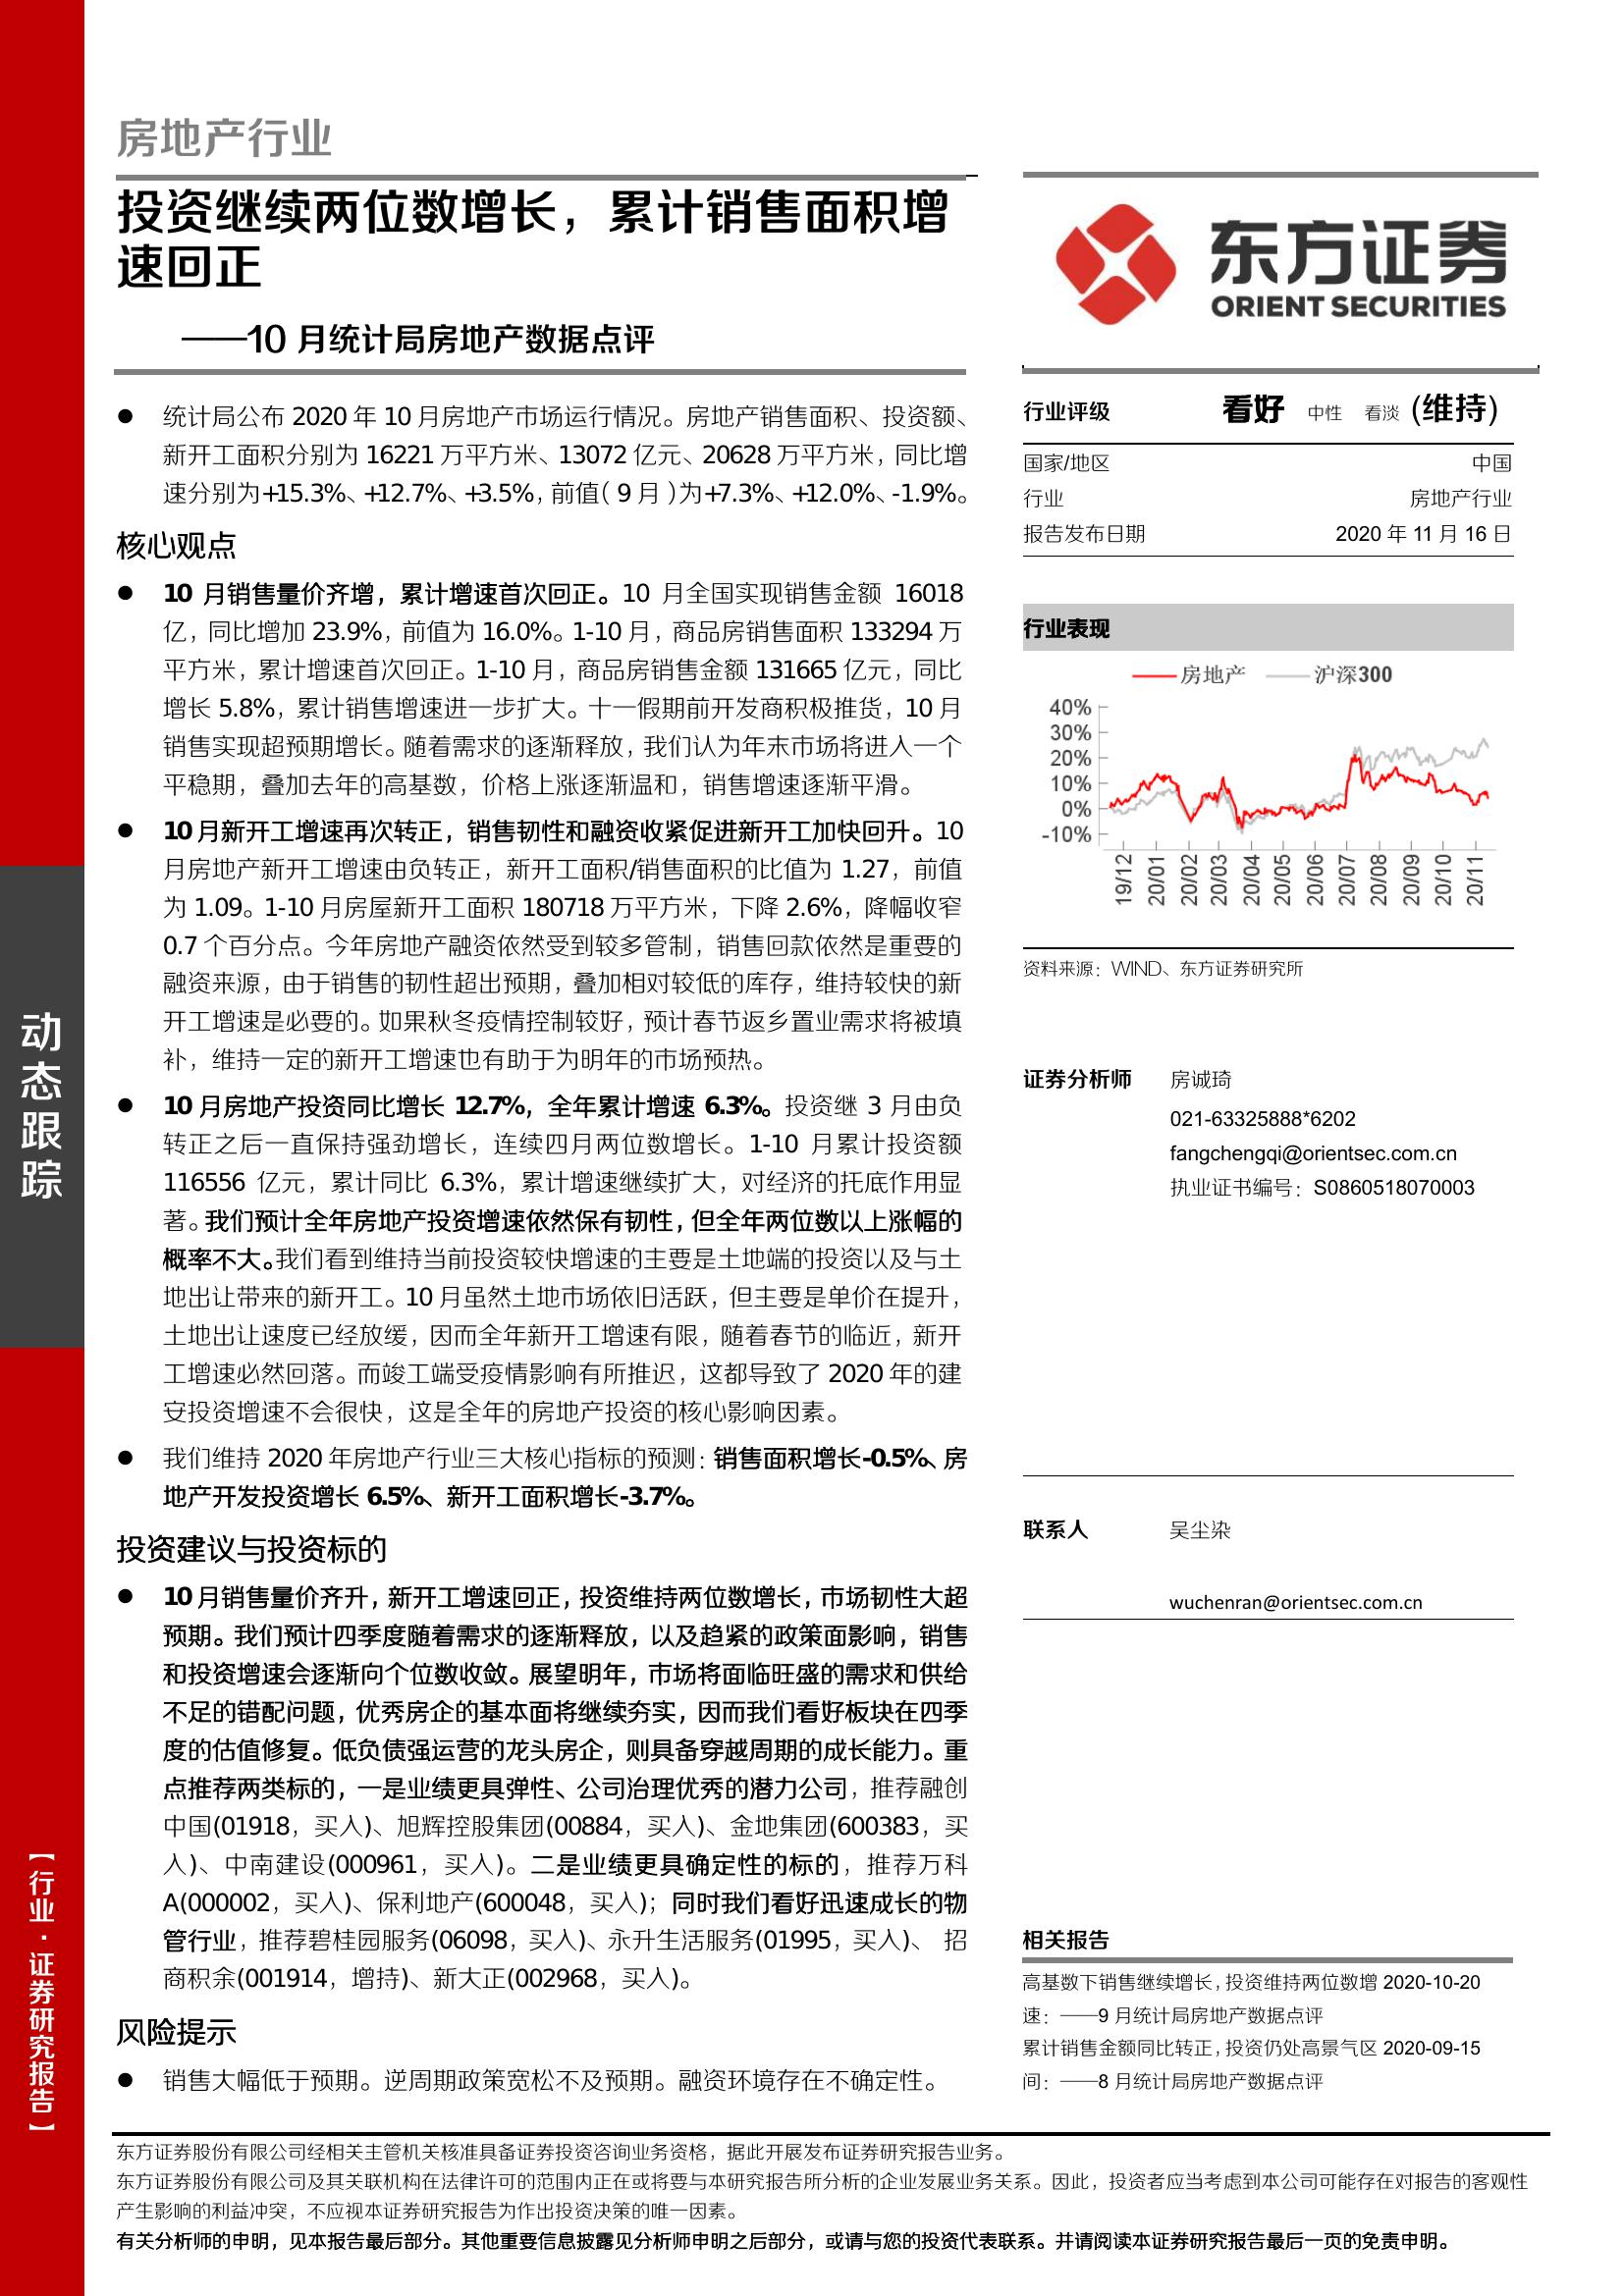 房地产行业
投资继续两位数增长，累计销售面积增
速回正
——10 月统计局房地产数据点评
● 统计局公布 2020 年 10 月房地产市场运行情况。房地产销售面积、投资额、
新开工面积分别为 16221 万平方米、13072 亿元、20628 万平方米，同比增
速分别为+15.3%、+12.7%、+3.5%，前值（9 月）为+7.3%、+12.0%、-1.9%。
核心观点
● 10 月销售量价齐增，累计增速首次回正。10 月全国实现销售金额 16018
亿，同比增加 23.9%，前值为 16.0%。1-10 月，商品房销售面积 133294 万
平方米，累计增速首次回正。1-10 月，商品房销售金额 131665 亿元，同比
增长 5.8%，累计销售增速进一步扩大。十一假期前开发商积极推货，10 月
销售实现超预期增长。随着需求的逐渐释放，我们认为年末市场将进入一个
平稳期，叠加去年的高基数，价格上涨逐渐温和，销售增速逐渐平滑。
● 10 月新开工增速再次转正，销售韧性和融资收紧促进新开工加快回升。10
月房地产新开工增速由负转正，新开工面积/销售面积的比值为 1.27，前值
为 1.09。1-10 月房屋新开工面积 180718 万平方米，下降 2.6%，降幅收窄
0.7 个百分点。今年房地产融资依然受到较多管制，销售回款依然是重要的
融资来源，由于销售的韧性超出预期，叠加相对较低的库存，维持较快的新
开工增速是必要的。如果秋冬疫情控制较好，预计春节返乡置业需求将被填
补，维持一定的新开工增速也有助于为明年的市场预热。
● 10 月房地产投资同比增长 12.7%，全年累计增速 6.3%。投资继 3 月由负
转正之后一直保持强劲增长，连续四月两位数增长。1-10 月累计投资额
116556 亿元，累计同比 6.3%，累计增速继续扩大，对经济的托底作用显
著。我们预计全年房地产投资增速依然保有韧性，但全年两位数以上涨幅的
概率不大。我们看到维持当前投资较快增速的主要是土地端的投资以及与土
地出让带来的新开工。10 月虽然土地市场依旧活跃，但主要是单价在提升，
土地出让速度已经放缓，因而全年新开工增速有限，随着春节的临近，新开
工增速必然回落。而竣工端受疫情影响有所推迟，这都导致了 2020 年的建
安投资增速不会很快，这是全年的房地产投资的核心影响因素。
● 我们维持 2020 年房地产行业三大核心指标的预测：销售面积增长-0.5%、房
地产开发投资增长 6.5%、新开工面积增长-3.7%。
投资建议与投资标的
● 10 月销售量价齐升，新开工增速回正，投资维持两位数增长，市场韧性大超
预期。我们预计四季度随着需求的逐渐释放，以及趋紧的政策面影响，销售
和投资增速会逐渐向个位数收敛。展望明年，市场将面临旺盛的需求和供给
不足的错配问题，优秀房企的基本面将继续夯实，因而我们看好板块在四季
度的估值修复。低负债强运营的龙头房企，则具备穿越周期的成长能力。重
点推荐两类标的，一是业绩更具弹性、公司治理优秀的潜力公司，推荐融创
中国(01918，买入)、旭辉控股集团(00884，买入)、金地集团(600383，买
入)、中南建设(000961，买入)。二是业绩更具确定性的标的，推荐万科
A(000002，买入)、保利地产(600048，买入)；同时我们看好迅速成长的物
管行业，推荐碧桂园服务(06098，买入)、永升生活服务(01995，买入)、 招
商积余(001914，增持)、新大正(002968，买入)。
风险提示
● 销售大幅低于预期。逆周期政策宽松不及预期。融资环境存在不确定性。
东方证券
ORIENT SECURITIES
行业评级 看好 中性 看淡 (维持)
国家/地区 中国
行业 房地产行业
报告发布日期 2020 年 11 月 16 日
行业表现
房地产 沪深300
40%
30%
20%
10%
0%
-10%
19/12 20/01 20/02 20/03 20/04 20/05 20/06 20/07 20/08 20/09 20/10 20/11
资料来源：WIND、东方证券研究所
证券分析师 房诚琦
021-63325888*6202
fangchengqi@orientsec.com.cn
执业证书编号：S0860518070003
联系人 吴尘染
wuchenran@orientsec.com.cn
相关报告
高基数下销售继续增长，投资维持两位数增 2020-10-20
速：——9 月统计局房地产数据点评
累计销售金额同比转正，投资仍处高景气区 2020-09-15
间：——8 月统计局房地产数据点评
动态跟踪
【行业·证券研究报告】
东方证券股份有限公司经相关主管机关核准具备证券投资咨询业务资格，据此开展发布证券研究报告业务。
东方证券股份有限公司及其关联机构在法律许可的范围内正在或将要与本研究报告所分析的企业发展业务关系。因此，投资者应当考虑到本公司可能存在对报告的客观性
产生影响的利益冲突，不应视本证券研究报告为作出投资决策的唯一因素。
有关分析师的申明，见本报告最后部分。其他重要信息披露见分析师申明之后部分，或请与您的投资代表联系。并请阅读本证券研究报告最后一页的免责申明。